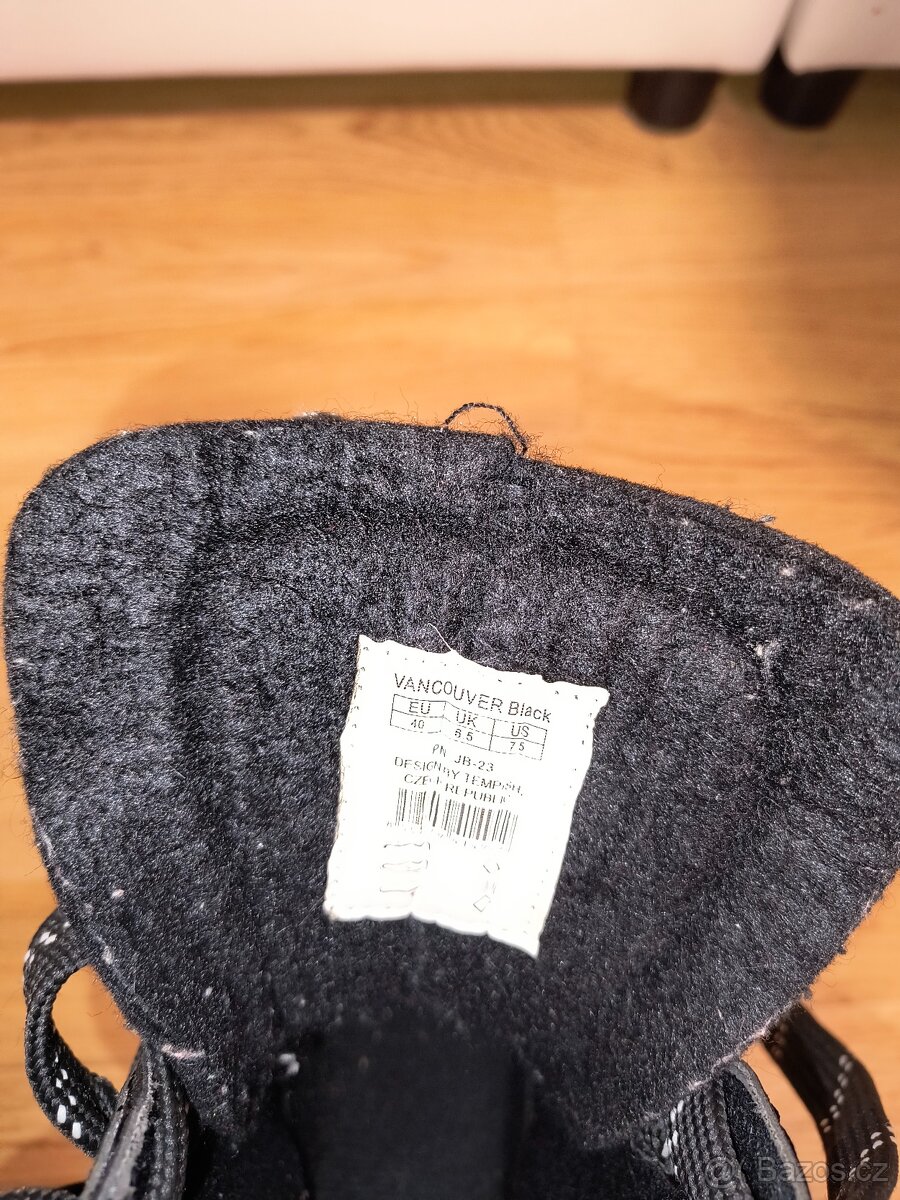 VANCOUVER Black
EU UK US
40 6.5 7.5
PN JB-23
DESIGN BY TEMPISH,
CZECH REPUBLIC
Bazos.cz